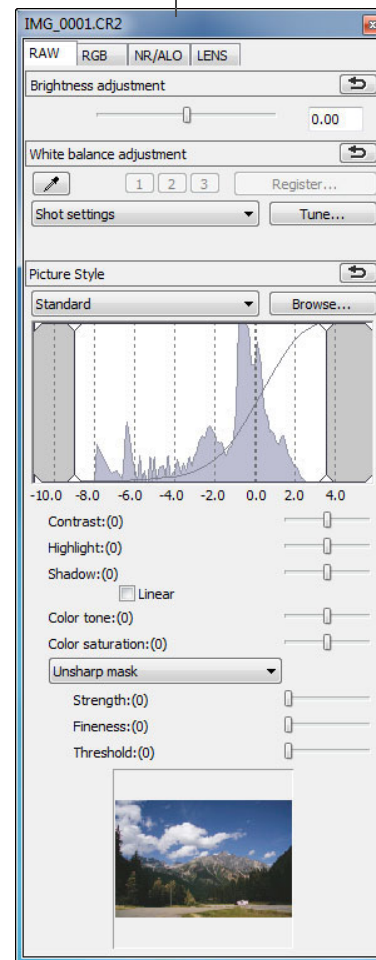 IMG_0001.CR2
RAW RGB NR/ALO LENS
Brightness adjustment
0.00
White balance adjustment
1 2 3 Register...
Shot settings Tune...
Picture Style
Standard Browse...
-10.0 -8.0 -6.0 -4.0 -2.0 0.0 2.0 4.0
Contrast:(0)
Highlight:(0)
Shadow:(0)
Linear
Color tone:(0)
Color saturation:(0)
Unsharp mask
Strength:(0)
Fineness:(0)
Threshold:(0)